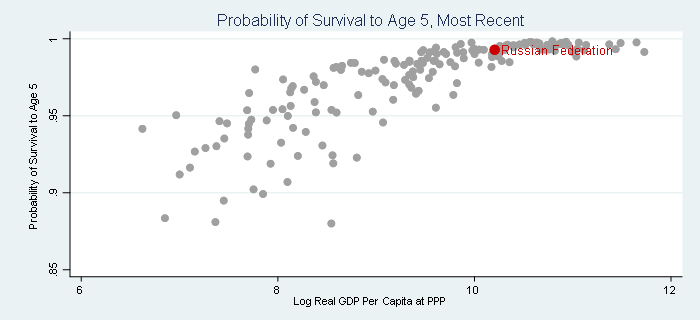 Probability of Survival to Age 5, Most Recent
Probability of Survival to Age 5
1
.95
.9
.85
Russian Federation
6 8 10 12
Log Real GDP Per Capita at PPP